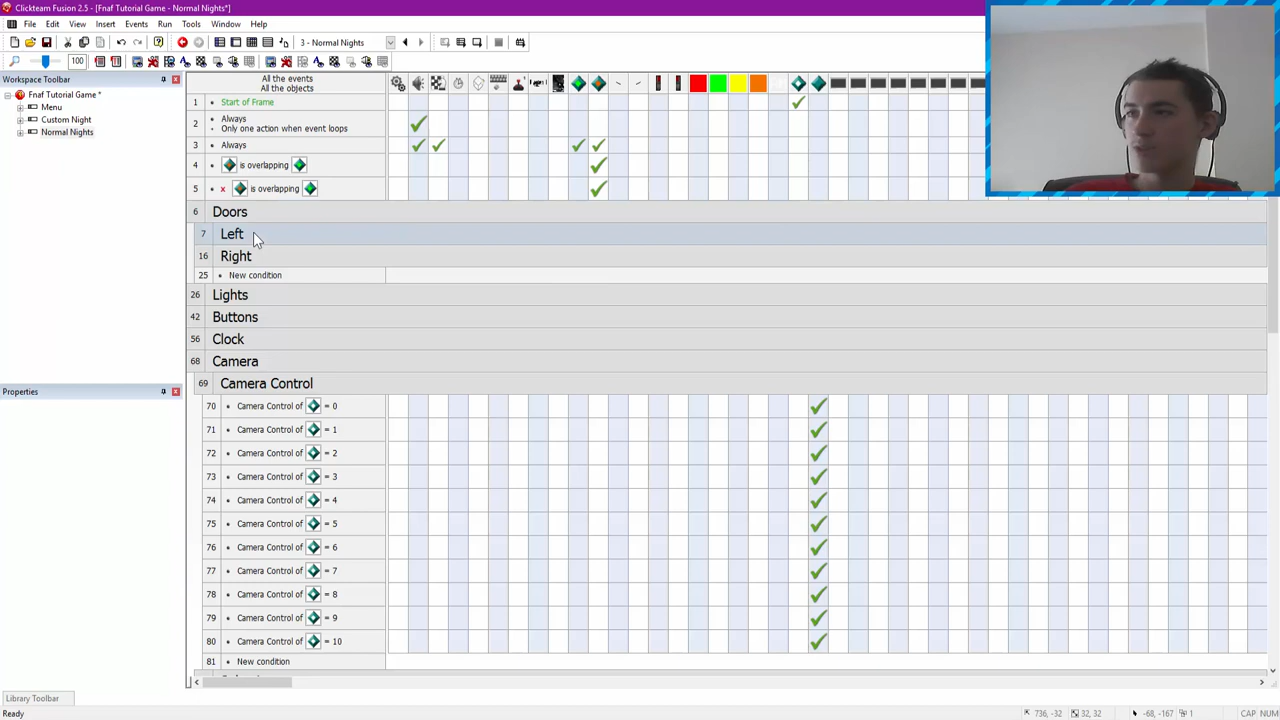 Clickteam Fusion 2.5 - [Fnaf Tutorial Game - Normal Nights*]
File Edit View Insert Events Run Tools Window Help
3 - Normal Nights
100
Workspace Toolbar
Fnaf Tutorial Game *
Menu
Custom Night
Normal Nights
Properties
Library Toolbar
Ready
All the events
All the objects
1 • Start of Frame
2 • Always
• Only one action when event loops
3 • Always
4 • is overlapping
5 • x is overlapping
6 Doors
7 Left
16 Right
25 • New condition
26 Lights
42 Buttons
56 Clock
68 Camera
69 Camera Control
70 • Camera Control of = 0
71 • Camera Control of = 1
72 • Camera Control of = 2
73 • Camera Control of = 3
74 • Camera Control of = 4
75 • Camera Control of = 5
76 • Camera Control of = 6
77 • Camera Control of = 7
78 • Camera Control of = 8
79 • Camera Control of = 9
80 • Camera Control of = 10
81 • New condition
736, -32 32, 32 -68, -167 1 CAP NUM